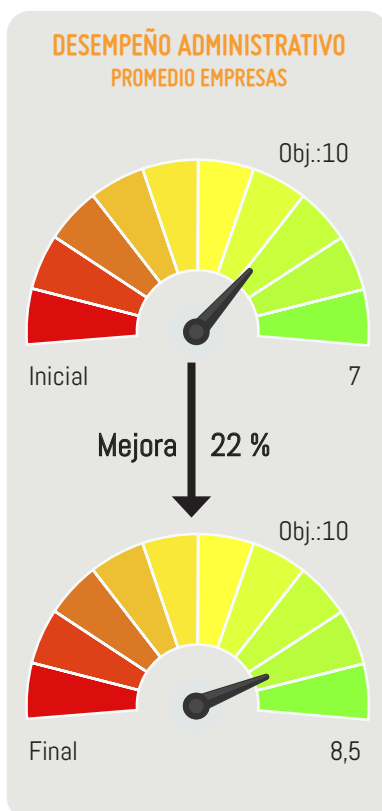 DESEMPEÑO ADMINISTRATIVO
PROMEDIO EMPRESAS
Obj.:10
Inicial 7
Mejora 22 %
Obj.:10
Final 8,5